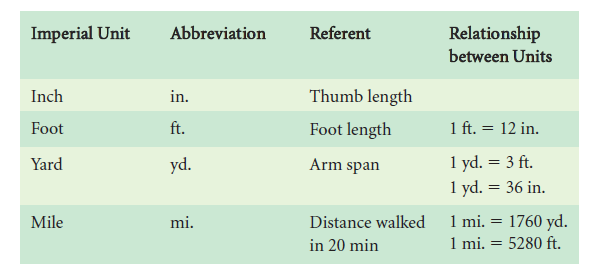 Imperial Unit Abbreviation Referent Relationship
between Units
Inch in. Thumb length
Foot ft. Foot length 1 ft. = 12 in.
Yard yd. Arm span 1 yd. = 3 ft.
1 yd. = 36 in.
Mile mi. Distance walked 1 mi. = 1760 yd.
in 20 min 1 mi. = 5280 ft.